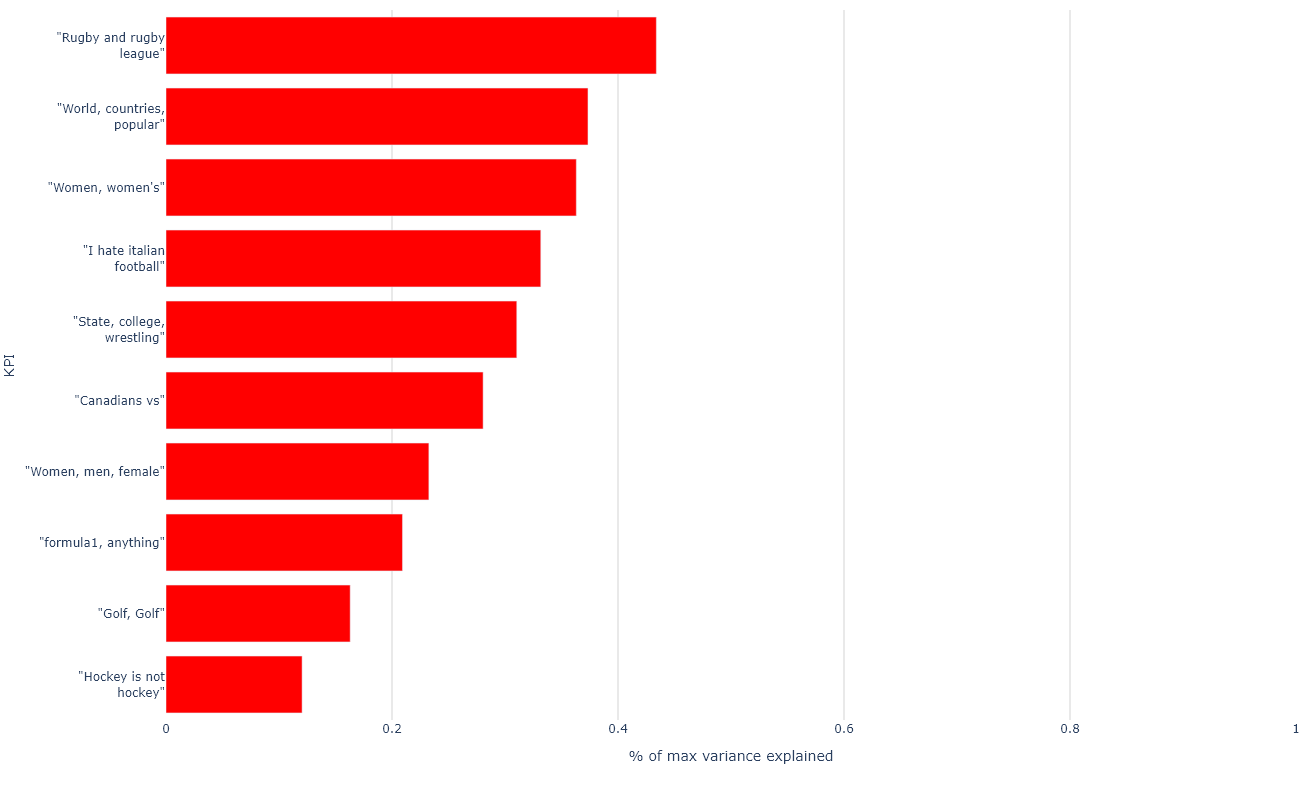 "Rugby and rugby
league"
"World, countries,
popular"
"Women, women's"
"I hate italian
football"
"State, college,
wrestling"
KPI
"Canadians vs"
"Women, men, female"
"formula1, anything"
"Golf, Golf"
"Hockey is not
hockey"
0 0.2 0.4 0.6 0.8 1
% of max variance explained